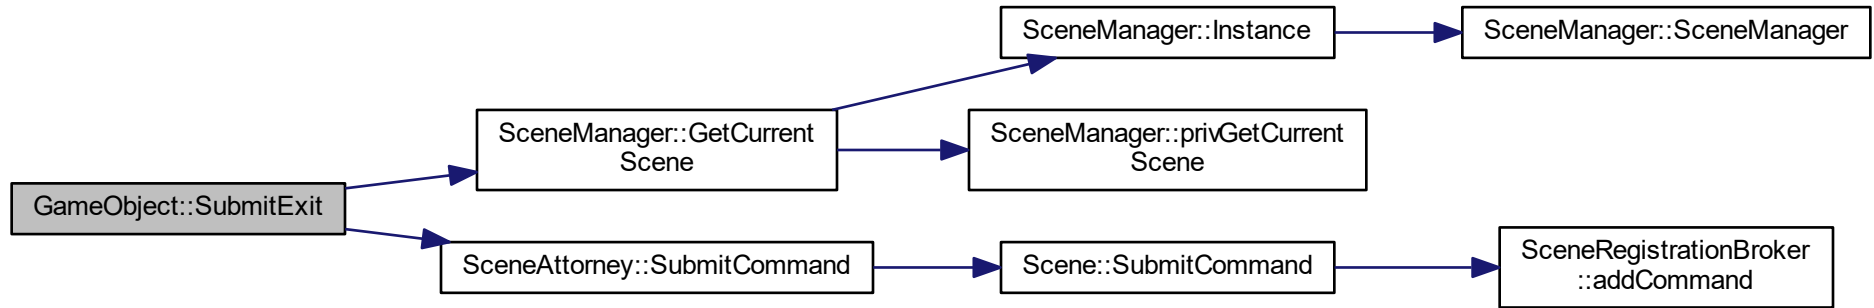 SceneManager::Instance
SceneManager::SceneManager
SceneManager::GetCurrent
Scene
SceneManager::privGetCurrent
Scene
GameObject::SubmitExit
SceneAttorney::SubmitCommand
Scene::SubmitCommand
SceneRegistrationBroker
::addCommand